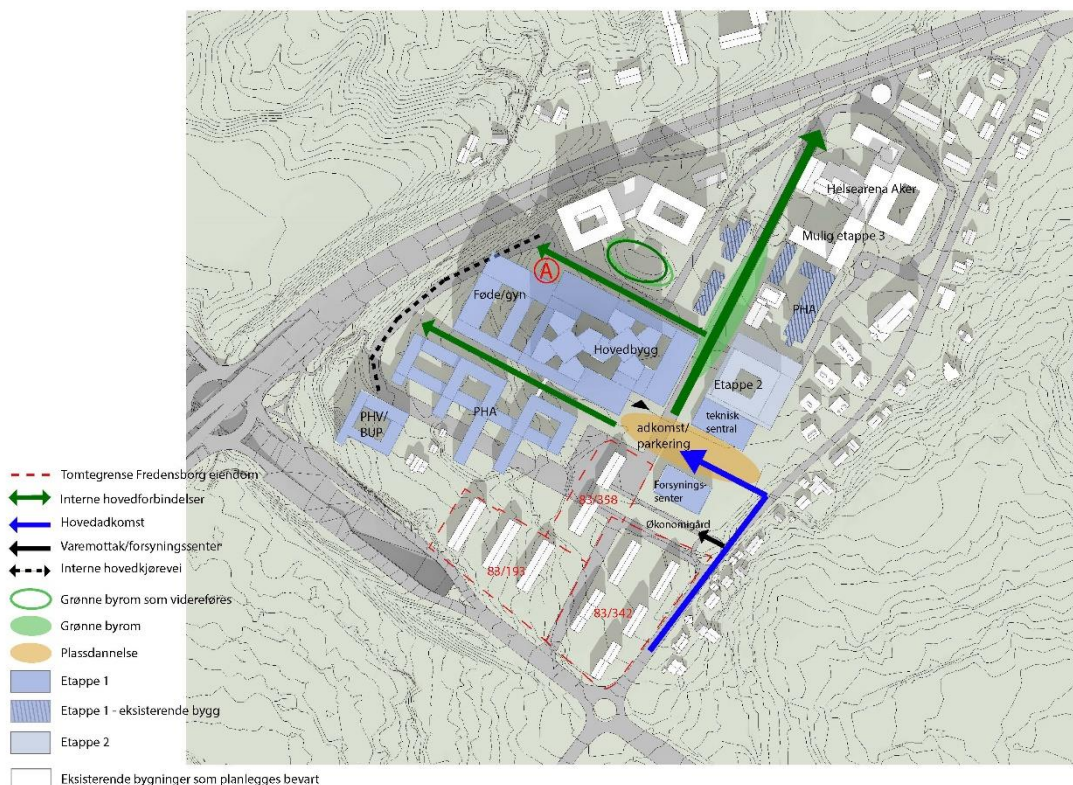 Helsearena Aker
Mulig etappe 3
A
Føde/gyn
PHA
Hovedbygg
Etappe 2
PHV/
BUP
PHA
adkomst/
parkering
teknisk
sentral
Forsynings-
senter
83/358
Økonomigård
83/193
83/342
Tomtegrense Fredensborg eiendom
Interne hovedforbindelser
Hovedadkomst
Varemottak/forsyningssenter
Interne hovedkjørevei
Grønne byrom som videreføres
Grønne byrom
Plassdannelse
Etappe 1
Etappe 1 - eksisterende bygg
Etappe 2
Eksisterende bygninger som planlegges bevart